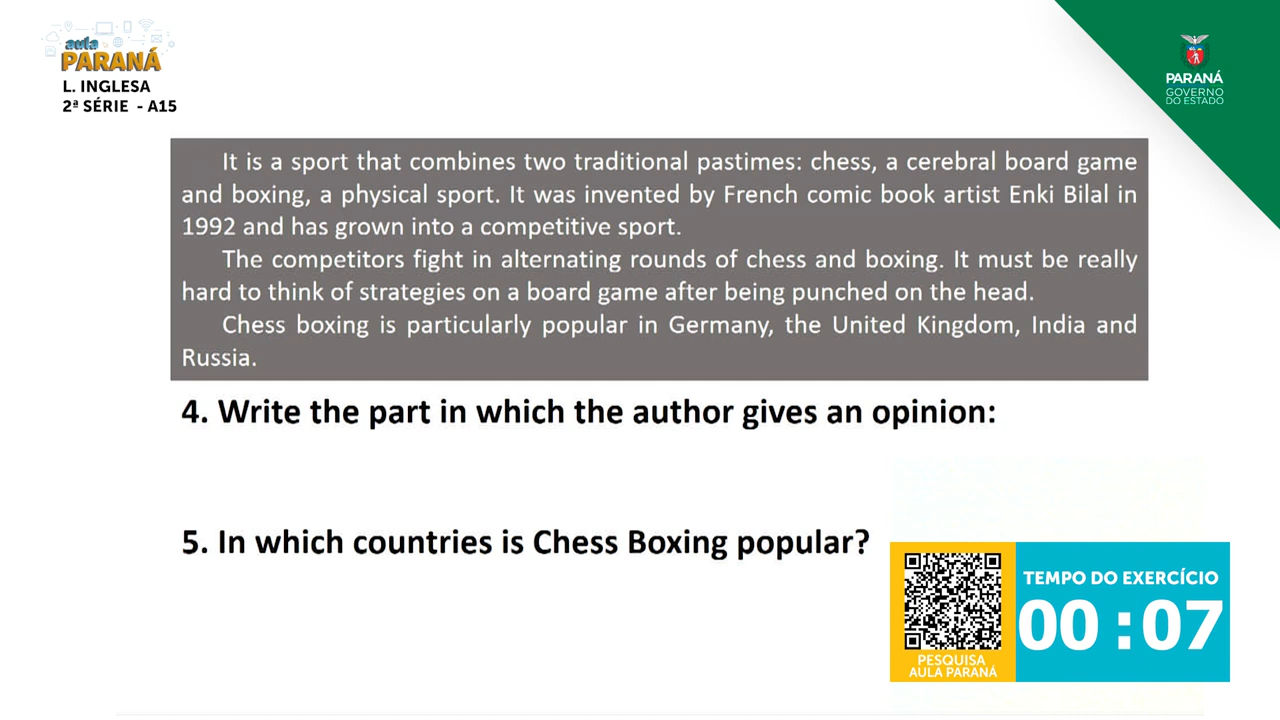 aula
PARANÁ
L. INGLESA
2ª SÉRIE - A15
PARANÁ
GOVERNO
DO ESTADO
It is a sport that combines two traditional pastimes: chess, a cerebral board game
and boxing, a physical sport. It was invented by French comic book artist Enki Bilal in
1992 and has grown into a competitive sport.
The competitors fight in alternating rounds of chess and boxing. It must be really
hard to think of strategies on a board game after being punched on the head.
Chess boxing is particularly popular in Germany, the United Kingdom, India and
Russia.
4. Write the part in which the author gives an opinion:
5. In which countries is Chess Boxing popular?
TEMPO DO EXERCÍCIO
00 : 07
PESQUISA
AULA PARANÁ